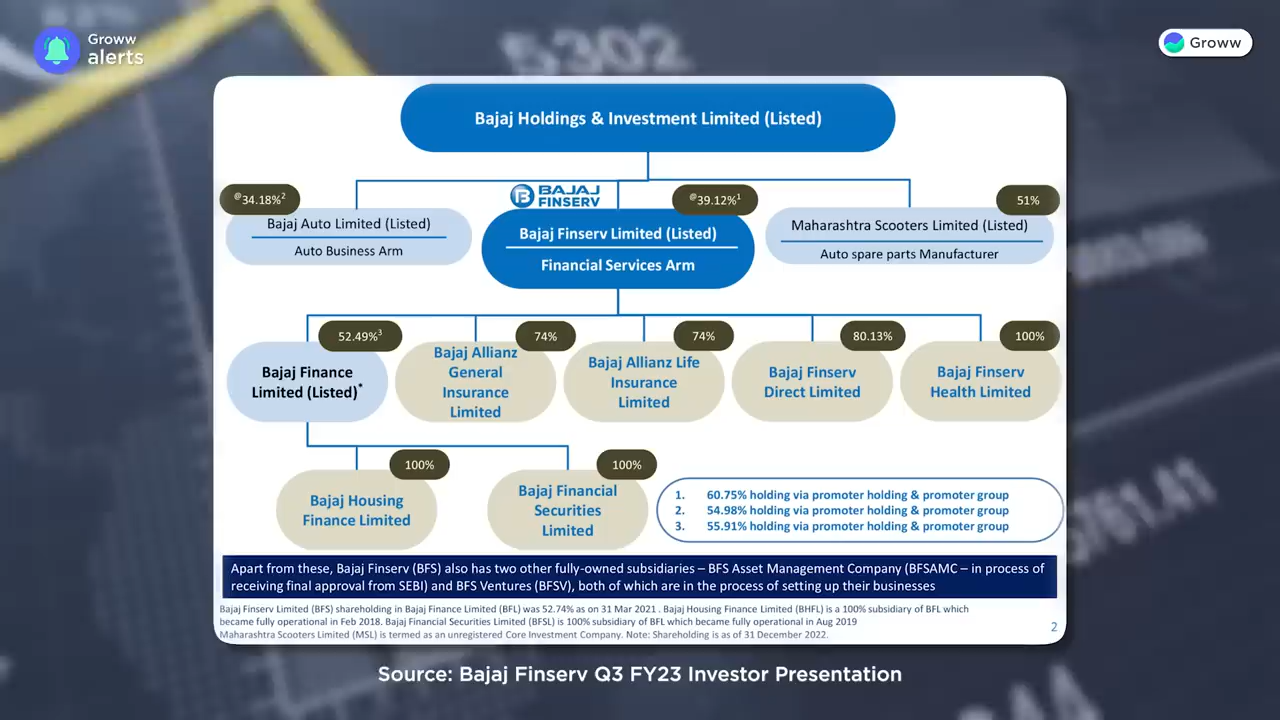 Groww
alerts
Groww
5302
Bajaj Holdings & Investment Limited (Listed)
@34.18%2
BAJAJ
FINSERV
@39.12%1
51%
Bajaj Auto Limited (Listed)
Auto Business Arm
Bajaj Finserv Limited (Listed)
Financial Services Arm
Maharashtra Scooters Limited (Listed)
Auto spare parts Manufacturer
52.49%3
74%
74%
80.13%
100%
Bajaj Finance
Limited (Listed)*
Bajaj Allianz
General
Insurance
Limited
Bajaj Allianz Life
Insurance
Limited
Bajaj Finserv
Direct Limited
Bajaj Finserv
Health Limited
100%
100%
Bajaj Housing
Finance Limited
Bajaj Financial
Securities
Limited
1. 60.75% holding via promoter holding & promoter group
2. 54.98% holding via promoter holding & promoter group
3. 55.91% holding via promoter holding & promoter group
Apart from these, Bajaj Finserv (BFS) also has two other fully-owned subsidiaries – BFS Asset Management Company (BFSAMC – in process of
receiving final approval from SEBI) and BFS Ventures (BFSV), both of which are in the process of setting up their businesses
Bajaj Finserv Limited (BFS) shareholding in Bajaj Finance Limited (BFL) was 52.74% as on 31 Mar 2021 . Bajaj Housing Finance Limited (BHFL) is a 100% subsidiary of BFL which
became fully operational in Feb 2018. Bajaj Financial Securities Limited (BFSL) is 100% subsidiary of BFL which became fully operational in Aug 2019
Maharashtra Scooters Limited (MSL) is termed as an unregistered Core Investment Company. Note: Shareholding is as of 31 December 2022.
2
Source: Bajaj Finserv Q3 FY23 Investor Presentation